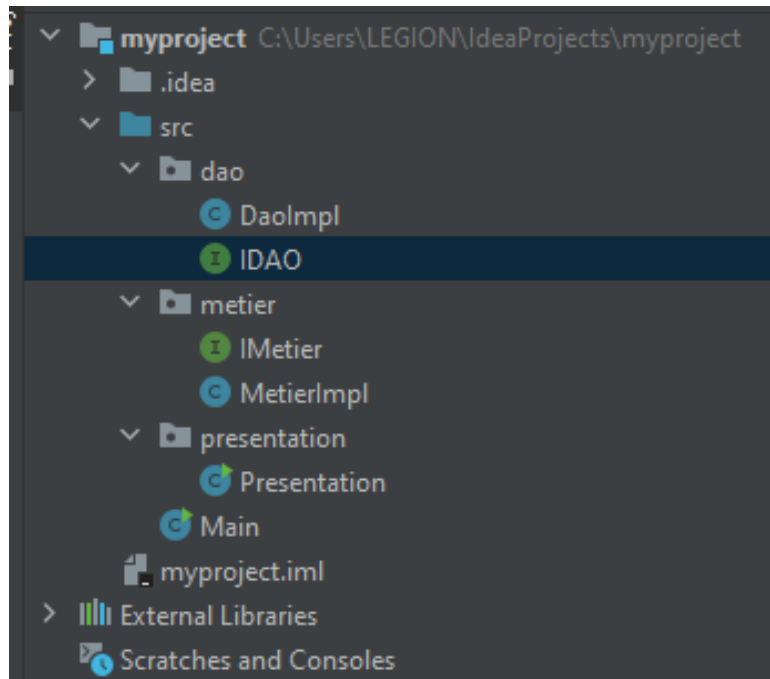 myproject C:\Users\LEGION\IdeaProjects\myproject
.idea
src
dao
C DaoImpl
I IDAO
metier
I IMetier
C MetierImpl
presentation
C Presentation
C Main
myproject.iml
External Libraries
Scratches and Consoles